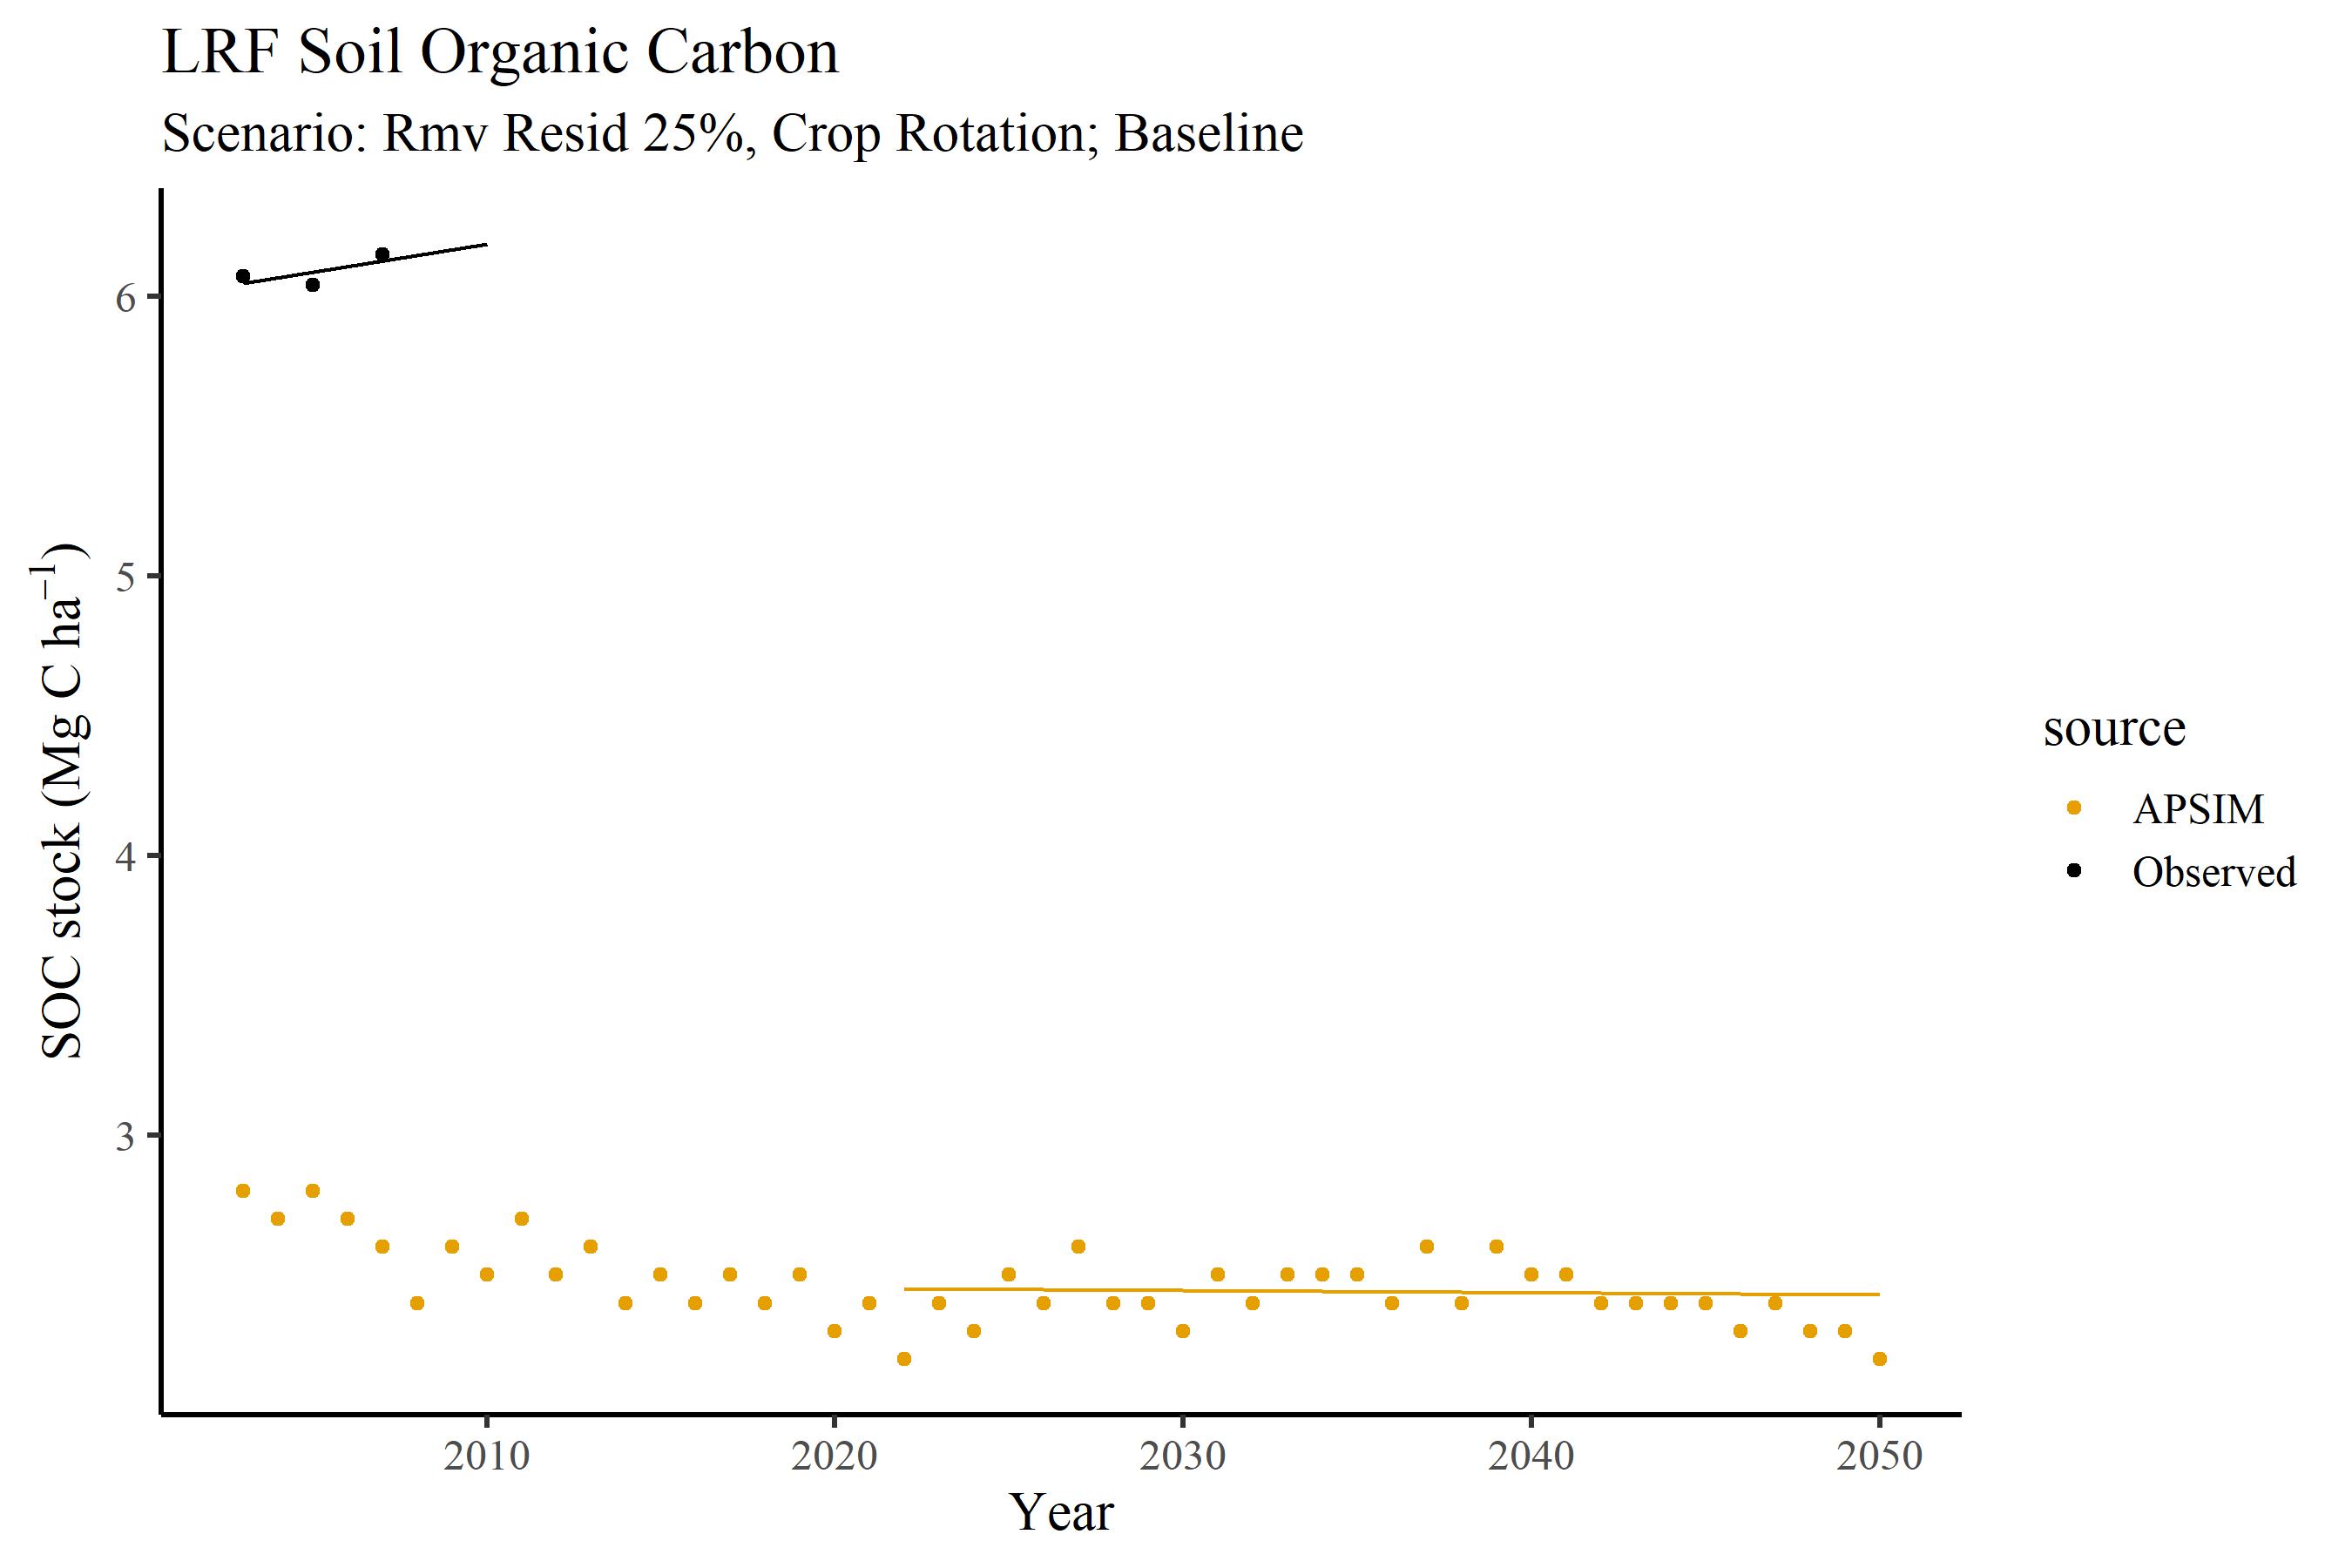 LRF Soil Organic Carbon
Scenario: Rmv Resid 25%, Crop Rotation; Baseline
SOC stock (Mg C ha⁻¹)
6
5
4
3
2010
2020
2030
2040
2050
Year
source
APSIM
Observed